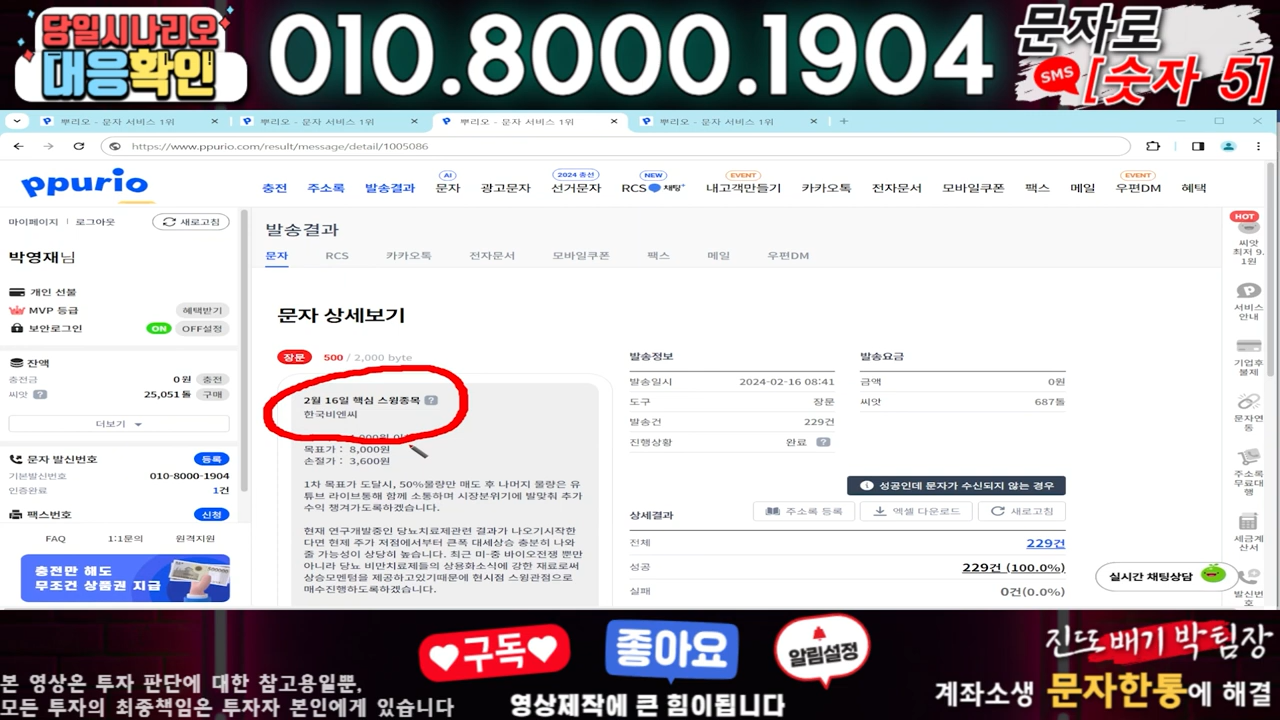 당일시나리오
대응확인
010.8000.1904
문자로
SMS
[숫자 5]
뿌리오 - 문자 서비스 1위
뿌리오 - 문자 서비스 1위
뿌리오 - 문자 서비스 1위
뿌리오 - 문자 서비스 1위
https://www.ppurio.com/result/message/detail/1005086
ppurio
충전
주소록
발송결과
AI
문자
광고문자
2024 총선
선거문자
NEW
RCS 채팅+
EVENT
내고객만들기
카카오톡
전자문서
모바일쿠폰
팩스
메일
EVENT
우편DM
혜택
마이페이지 | 로그아웃
새로고침
박영재님
개인 선불
MVP 등급 혜택받기
보안로그인 ON OFF설정
잔액
충전금 0원 충전
씨앗 ? 25,051톨 구매
더보기
문자 발신번호 등록
기본발신번호 010-8000-1904
인증완료 1건
팩스번호 신청
FAQ 1:1문의 원격지원
충전만 해도
무조건 상품권 지급
발송결과
문자 RCS 카카오톡 전자문서 모바일쿠폰 팩스 메일 우편DM
문자 상세보기
장문 500 / 2,000 byte
2월 16일 핵심 스윙종목 ?
한국비엔씨
목표가 : 8,000원
손절가 : 3,600원
1차 목표가 도달시, 50%물량만 매도 후 나머지 물량은 유
튜브 라이브통해 함께 소통하며 시장분위기에 발맞춰 추가
수익 챙겨가도록하겠습니다.
현재 연구개발중인 당뇨치료제관련 결과가 나오기시작한
다면 현제 주가 저점에서부터 큰폭 대세상승 충분히 나와
줄 가능성이 상당히 높습니다. 최근 미-중 바이오전쟁 뿐만
아니라 당뇨 비만치료제들의 상용화소식에 강한 재료로써
상승모멘텀을 제공하고있기때문에 현시점 스윙관점으로
매수진행하도록하겠습니다.
발송정보
발송일시 2024-02-16 08:41
도구 장문
발송건 229건
진행상황 완료 ?
발송요금
금액 0원
씨앗 687톨
성공인데 문자가 수신되지 않는 경우
상세결과
주소록 등록
엑셀 다운로드
새로고침
전체 229건
성공 229건 (100.0%)
실패 0건(0.0%)
HOT
씨앗
최저 9.
1원
서비스
안내
기업후
불제
문자연
동
주소록
무료대
행
세금계
산서
발신번
호
실시간 채팅상담
구독
좋아요
알림설정
영상제작에 큰 힘이됩니다
본 영상은 투자 판단에 대한 참고용일뿐,
모든 투자의 최종책임은 투자자 본인에게 있습니다
진또배기 박팀장
계좌소생 문자한통에 해결